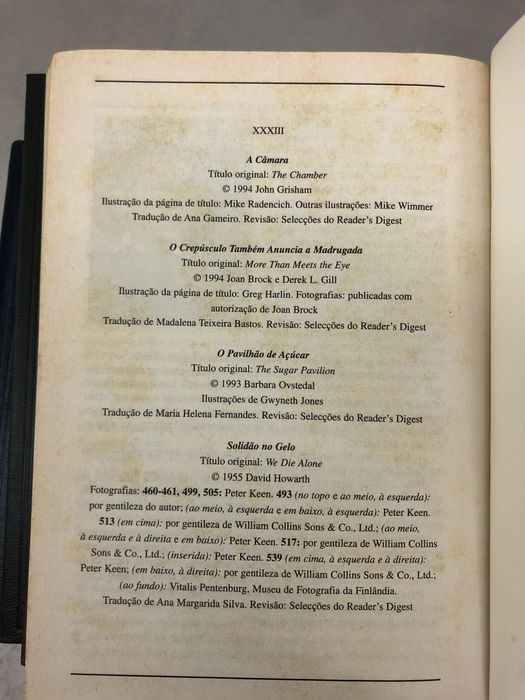 XXXIII
A Câmara
Título original: The Chamber
© 1994 John Grisham
Ilustração da página de título: Mike Radencich. Outras ilustrações: Mike Wimmer
Tradução de Ana Gameiro. Revisão: Selecções do Reader's Digest
O Crepúsculo Também Anuncia a Madrugada
Título original: More Than Meets the Eye
© 1994 Joan Brock e Derek L. Gill
Ilustração da página de título: Greg Harlin. Fotografias: publicadas com
autorização de Joan Brock
Tradução de Madalena Teixeira Bastos. Revisão: Selecções do Reader's Digest
O Pavilhão de Açúcar
Título original: The Sugar Pavilion
© 1993 Barbara Ovstedal
Ilustrações de Gwyneth Jones
Tradução de Maria Helena Fernandes. Revisão: Selecções do Reader's Digest
Solidão no Gelo
Título original: We Die Alone
© 1955 David Howarth
Fotografias: 460-461, 499, 505: Peter Keen. 493 (no topo e ao meio, à esquerda):
por gentileza do autor; (ao meio, à esquerda e em baixo, à esquerda): Peter Keen.
513 (em cima): por gentileza de William Collins Sons & Co., Ltd.; (ao meio,
à esquerda e à direita e em baixo): Peter Keen. 517: por gentileza de William Collins
Sons & Co., Ltd.; (inserida): Peter Keen. 539 (em cima, à esquerda e à direita):
Peter Keen; (em baixo, à direita): por gentileza de William Collins Sons & Co., Ltd.;
(ao fundo): Vitalis Pentenburg, Museu de Fotografia da Finlândia.
Tradução de Ana Margarida Silva. Revisão: Selecções do Reader's Digest